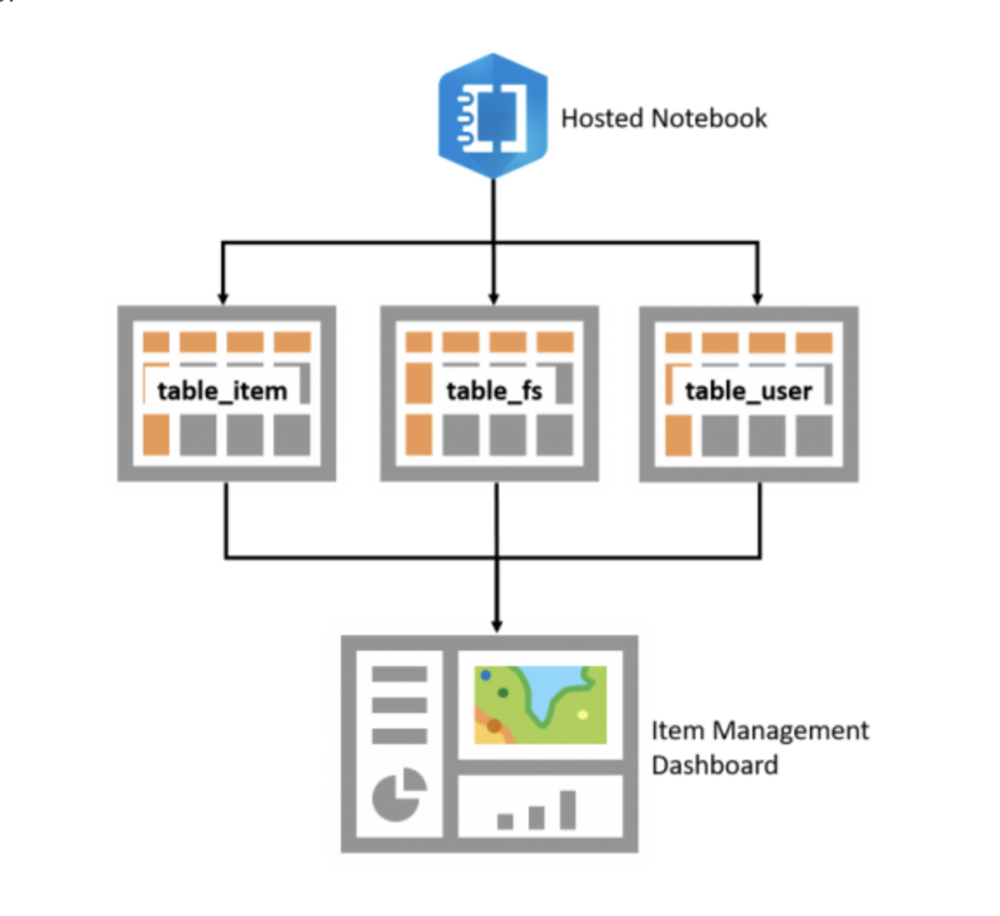 Hosted Notebook
table_item
table_fs
table_user
Item Management
Dashboard